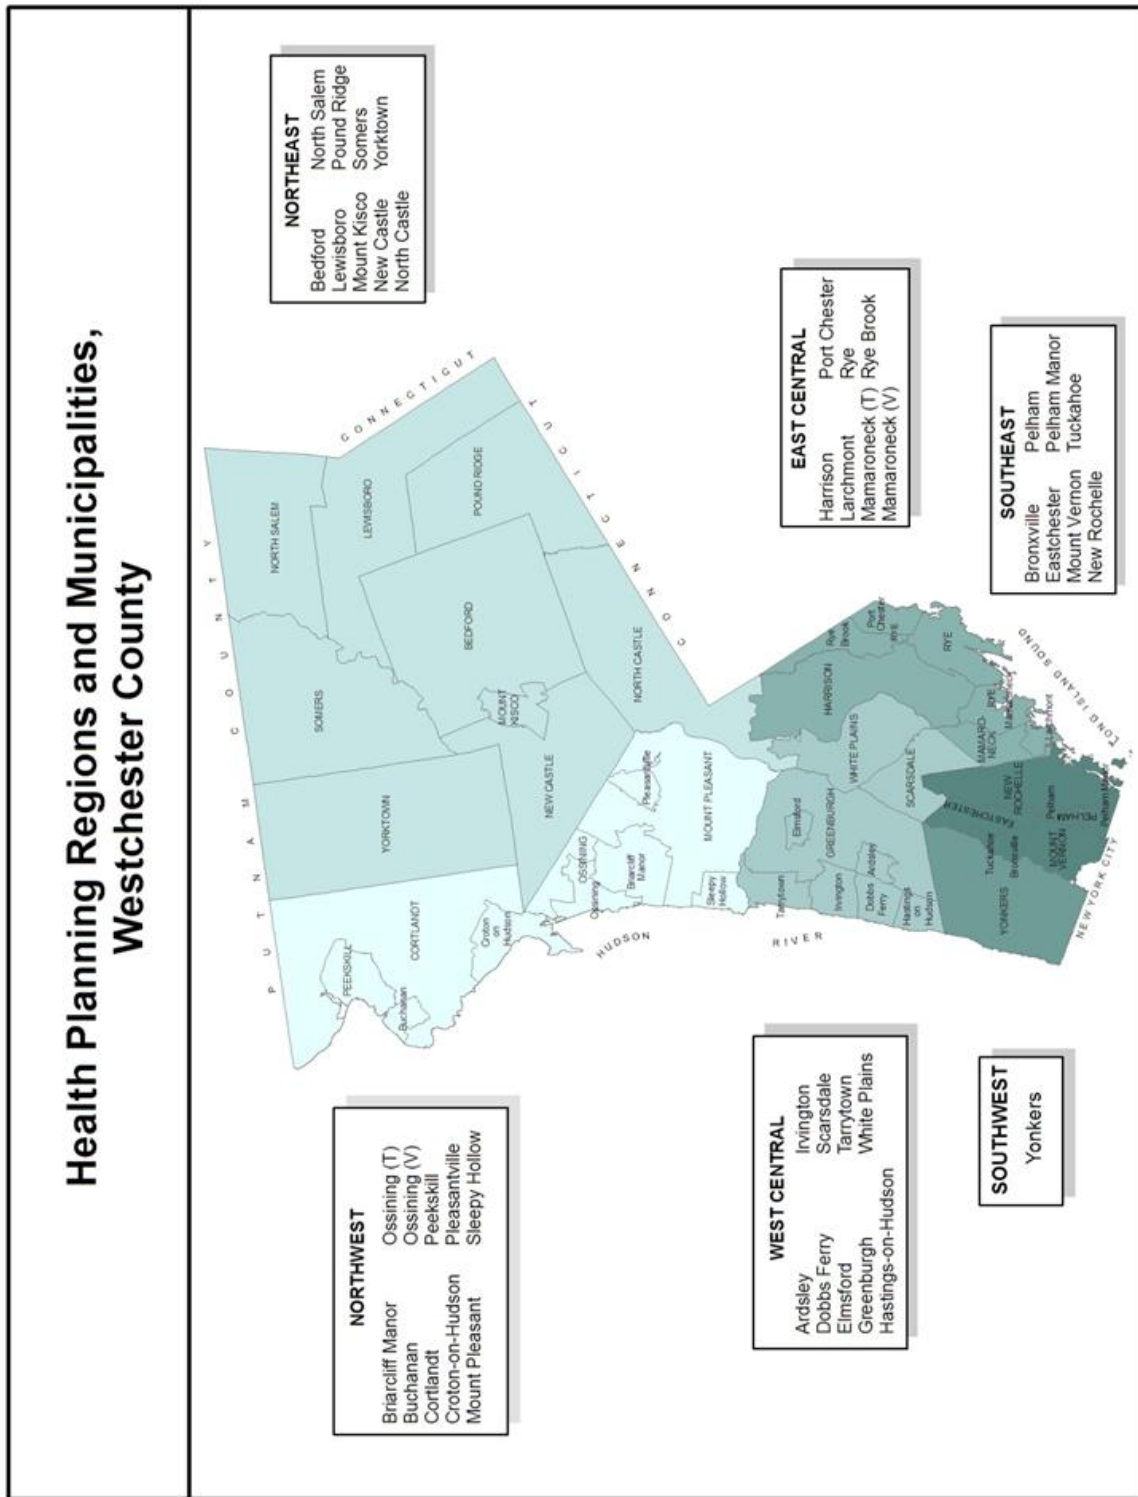 Health Planning Regions and Municipalities,
Westchester County
NORTHWEST
Briarcliff Manor Ossining (T)
Buchanan Ossining (V)
Cortlandt Peekskill
Croton-on-Hudson Pleasantville
Mount Pleasant Sleepy Hollow
NORTHEAST
Bedford North Salem
Lewisboro Pound Ridge
Mount Kisco Somers
New Castle Yorktown
North Castle
WEST CENTRAL
Ardsley Irvington
Dobbs Ferry Scarsdale
Elmsford Tarrytown
Greenburgh White Plains
Hastings-on-Hudson
EAST CENTRAL
Harrison Port Chester
Larchmont Rye
Mamaroneck (T) Rye Brook
Mamaroneck (V)
SOUTHWEST
Yonkers
SOUTHEAST
Bronxville Pelham
Eastchester Pelham Manor
Mount Vernon Tuckahoe
New Rochelle
PUTNAM COUNTY
CONNECTICUT
CONNECTICUT
HUDSON
RIVER
NEW YORK CITY
LONG ISLAND SOUND
NORTH SALEM
SOMERS
YORKTOWN
LEWISBORO
PEEKSKILL
CORTLANDT
Buchanan
POUND RIDGE
BEDFORD
MOUNT
KISCO
Croton
on
Hudson
NEW CASTLE
NORTH CASTLE
OSSINING
Ossining
Briarcliff
Manor
Pleasantville
MOUNT PLEASANT
Sleepy
Hollow
Tarrytown
Elmsford
GREENBURGH
WHITE PLAINS
HARRISON
Rye
Brook
Port
Chester
RYE
RYE
Irvington
Dobbs
Ferry
Ardsley
Hastings
on
Hudson
SCARSDALE
MAMARO-
NECK
RYE
Mamaroneck
Larchmont
YONKERS
Tuckahoe
Bronxville
EASTCHESTER
NEW
ROCHELLE
MOUNT
VERNON
Pelham
PELHAM
Pelham Manor